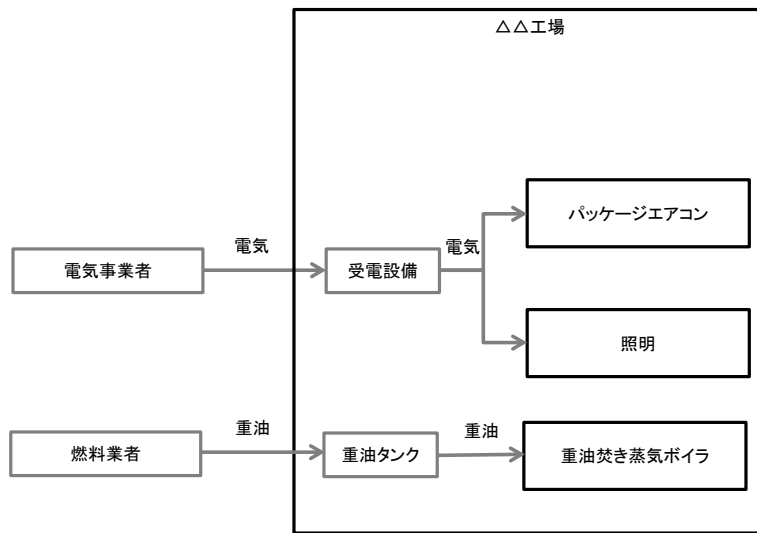 △△工場
パッケージエアコン
電気
電気
電気事業者
受電設備
照明
重油
重油
燃料業者
重油タンク
重油焚き蒸気ボイラ